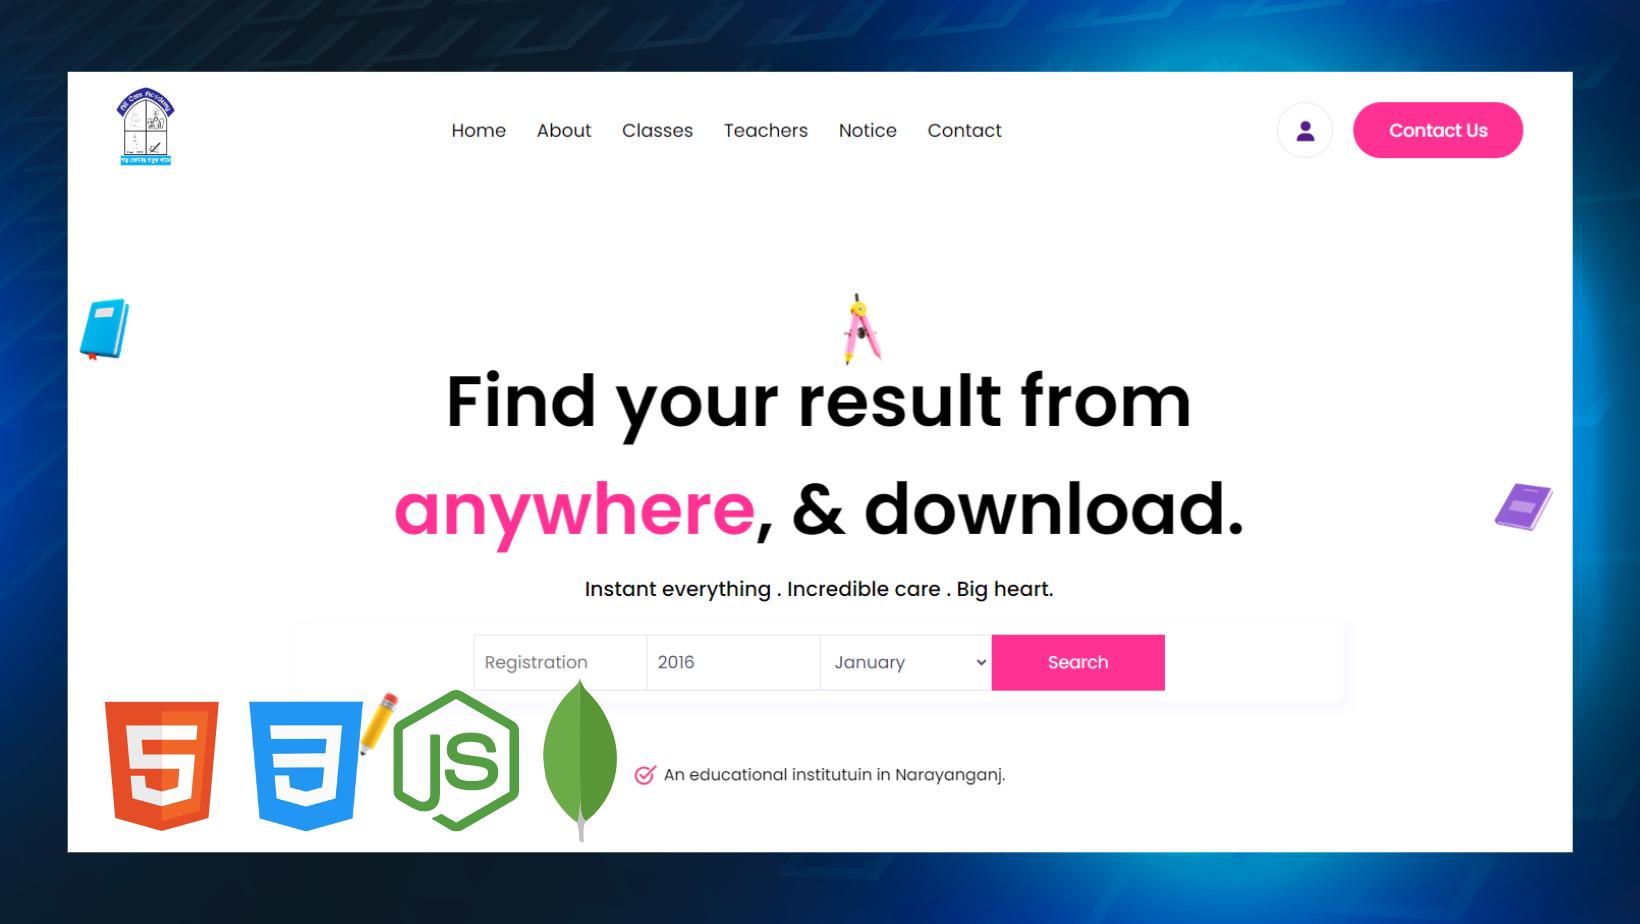 Home About Classes Teachers Notice Contact
Contact Us
Find your result from
anywhere, & download.
Instant everything . Incredible care . Big heart.
Registration 2016 January Search
JS
An educational institutuin in Narayanganj.